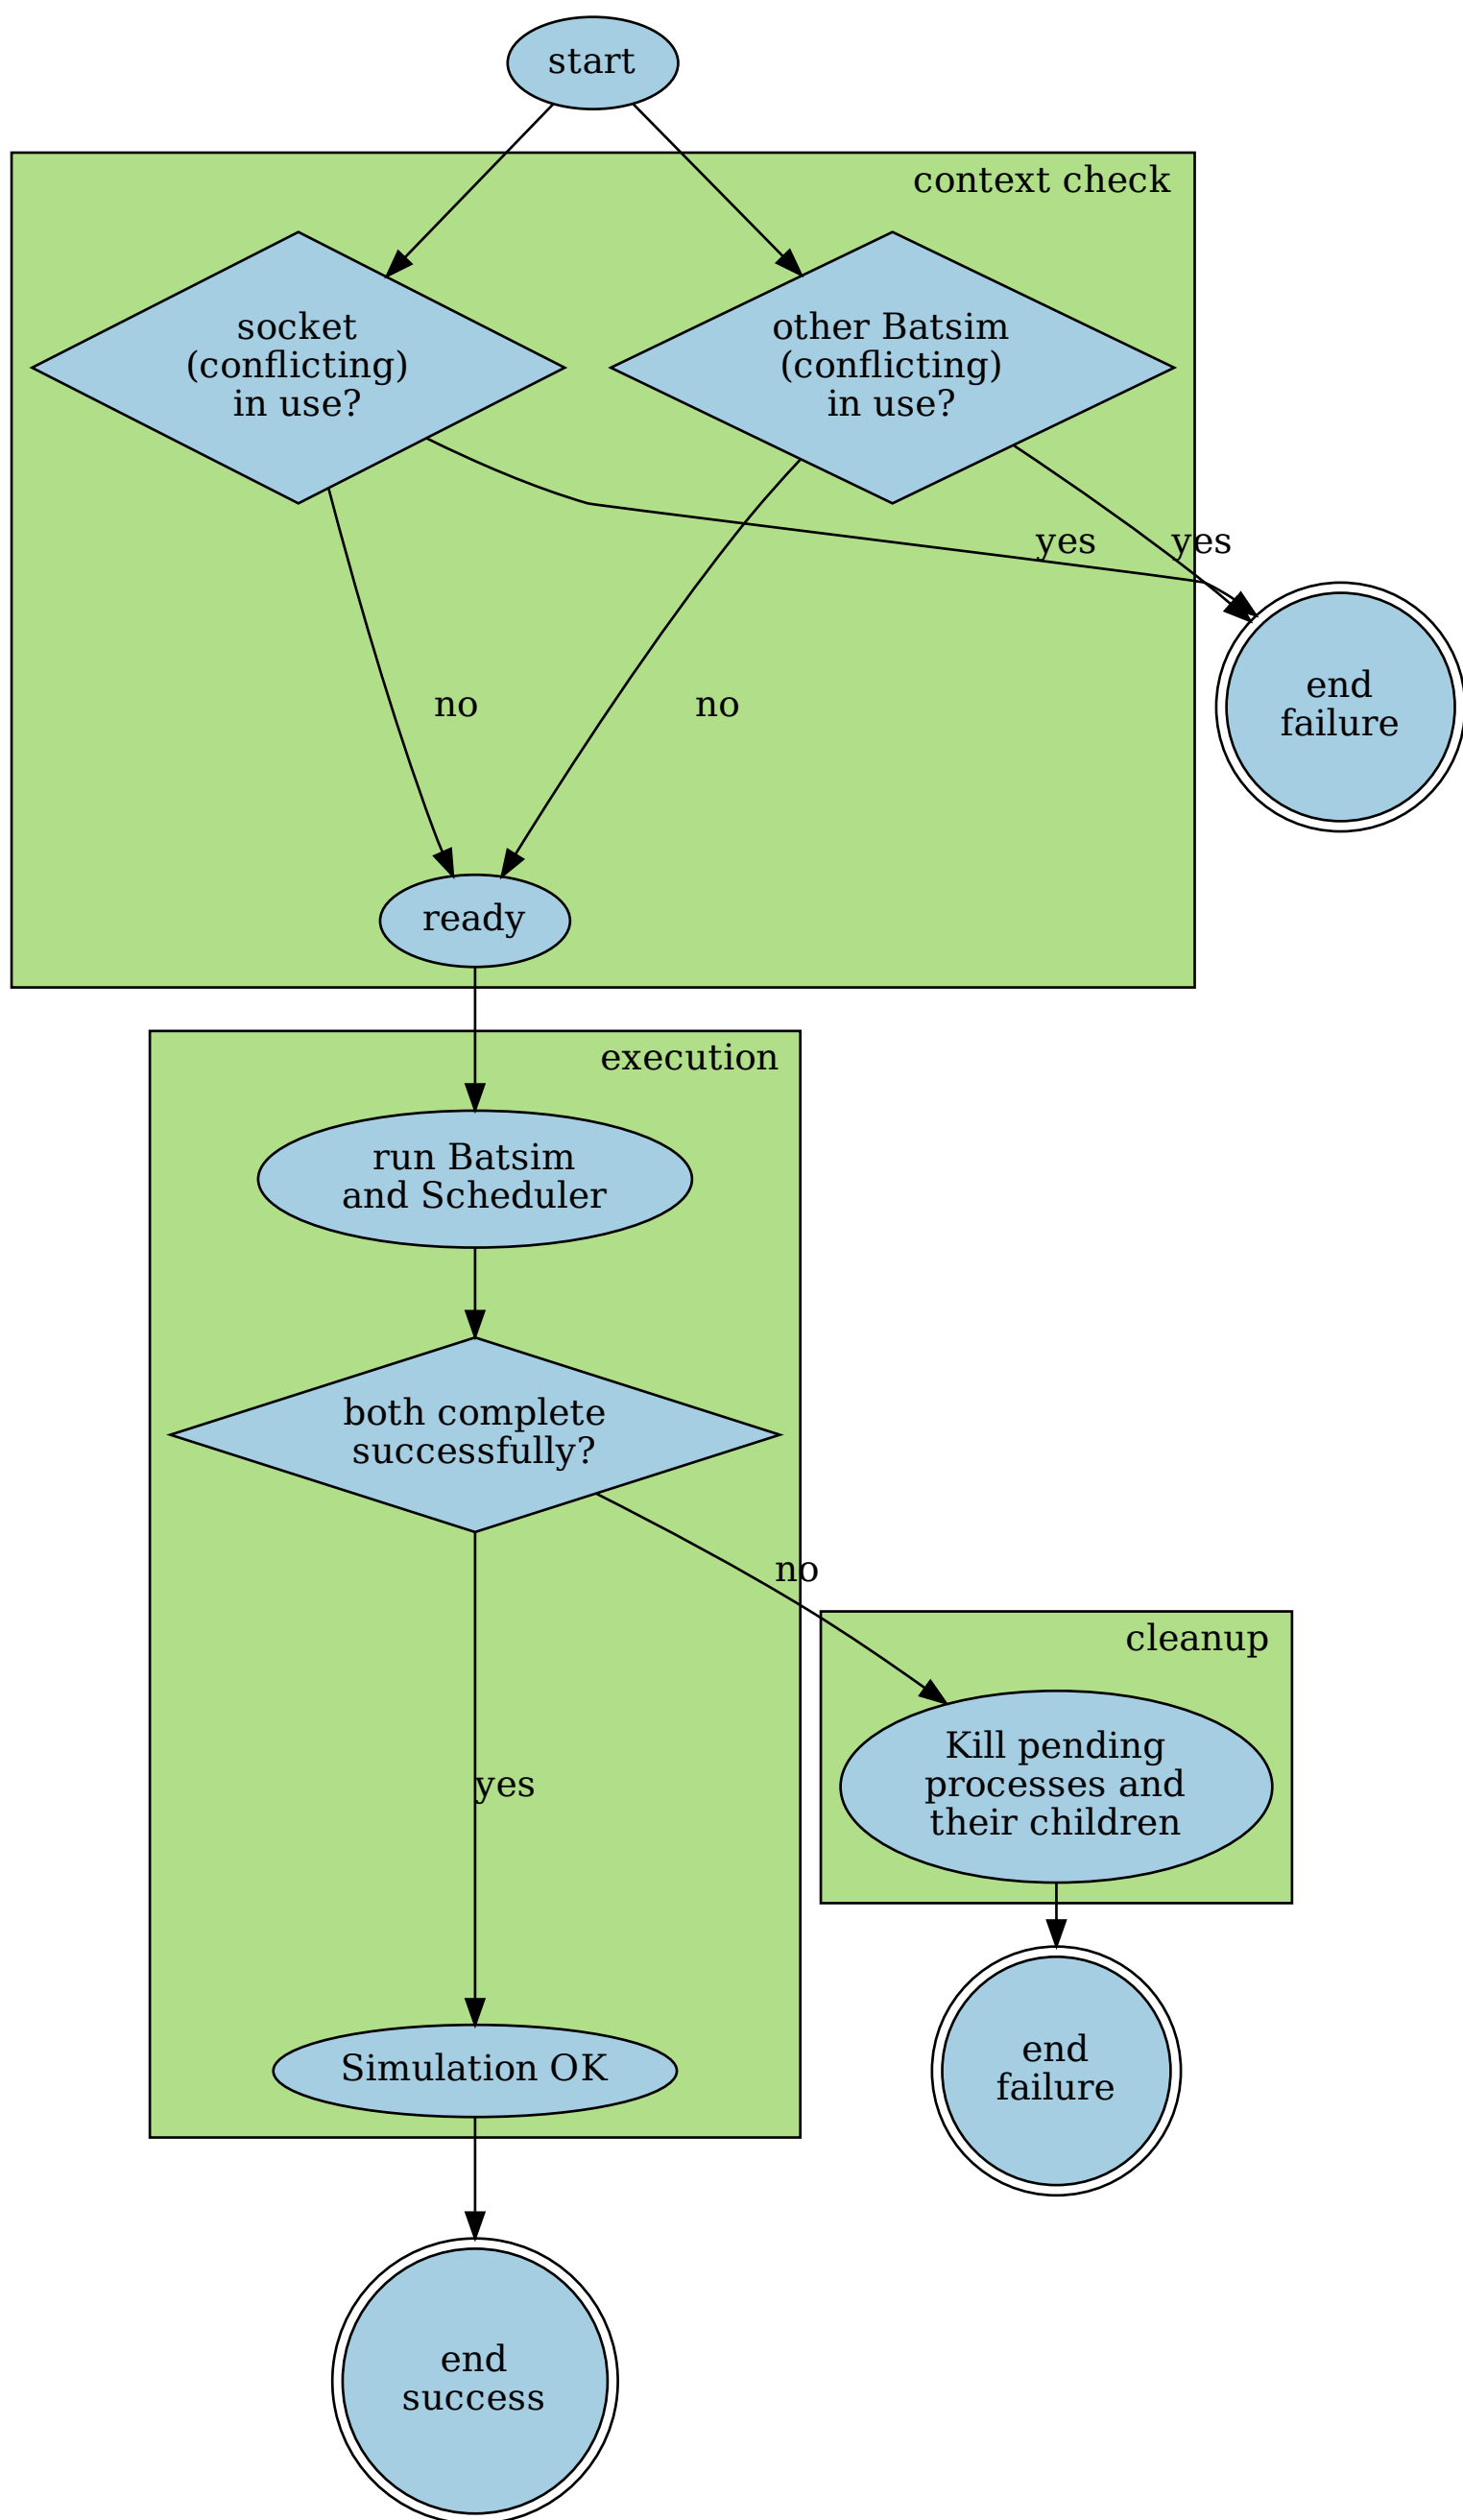 start
context check
socket
(conflicting)
in use?
other Batsim
(conflicting)
in use?
yes
yes
end
failure
no
no
ready
execution
run Batsim
and Scheduler
both complete
successfully?
no
cleanup
Kill pending
processes and
their children
yes
Simulation OK
end
failure
end
success